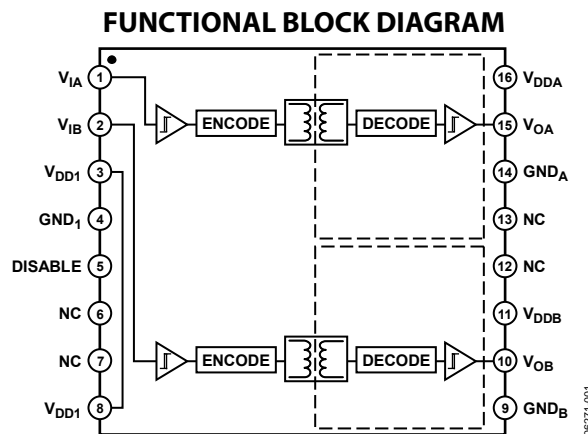 FUNCTIONAL BLOCK DIAGRAM
VIA 1
VIB 2
VDD1 3
GND1 4
DISABLE 5
NC 6
NC 7
VDD1 8
ENCODE DECODE
ENCODE DECODE
16 VDDA
15 VOA
14 GNDA
13 NC
12 NC
11 VDDB
10 VOB
9 GNDB
06271-001